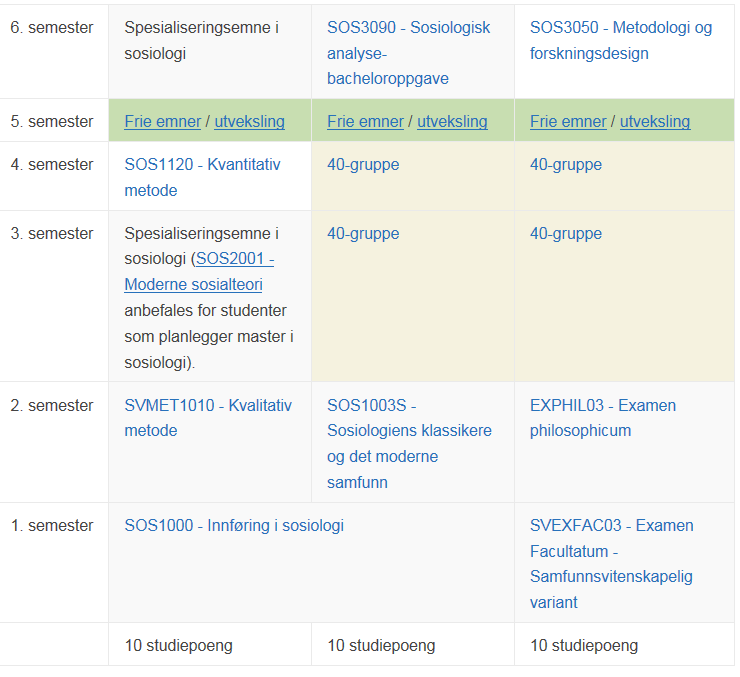 6. semester
Spesialiseringsemne i
sosiologi
SOS3090 - Sosiologisk
analyse-
bacheloroppgave
SOS3050 - Metodologi og
forskningsdesign
5. semester
Frie emner / utveksling
Frie emner / utveksling
Frie emner / utveksling
4. semester
SOS1120 - Kvantitativ
metode
40-gruppe
40-gruppe
3. semester
Spesialiseringsemne i
sosiologi (SOS2001 -
Moderne sosialteori
anbefales for studenter
som planlegger master i
sosiologi).
40-gruppe
40-gruppe
2. semester
SVMET1010 - Kvalitativ
metode
SOS1003S -
Sosiologiens klassikere
og det moderne
samfunn
EXPHIL03 - Examen
philosophicum
1. semester
SOS1000 - Innføring i sosiologi
SVEXFAC03 - Examen
Facultatum -
Samfunnsvitenskapelig
variant
10 studiepoeng
10 studiepoeng
10 studiepoeng